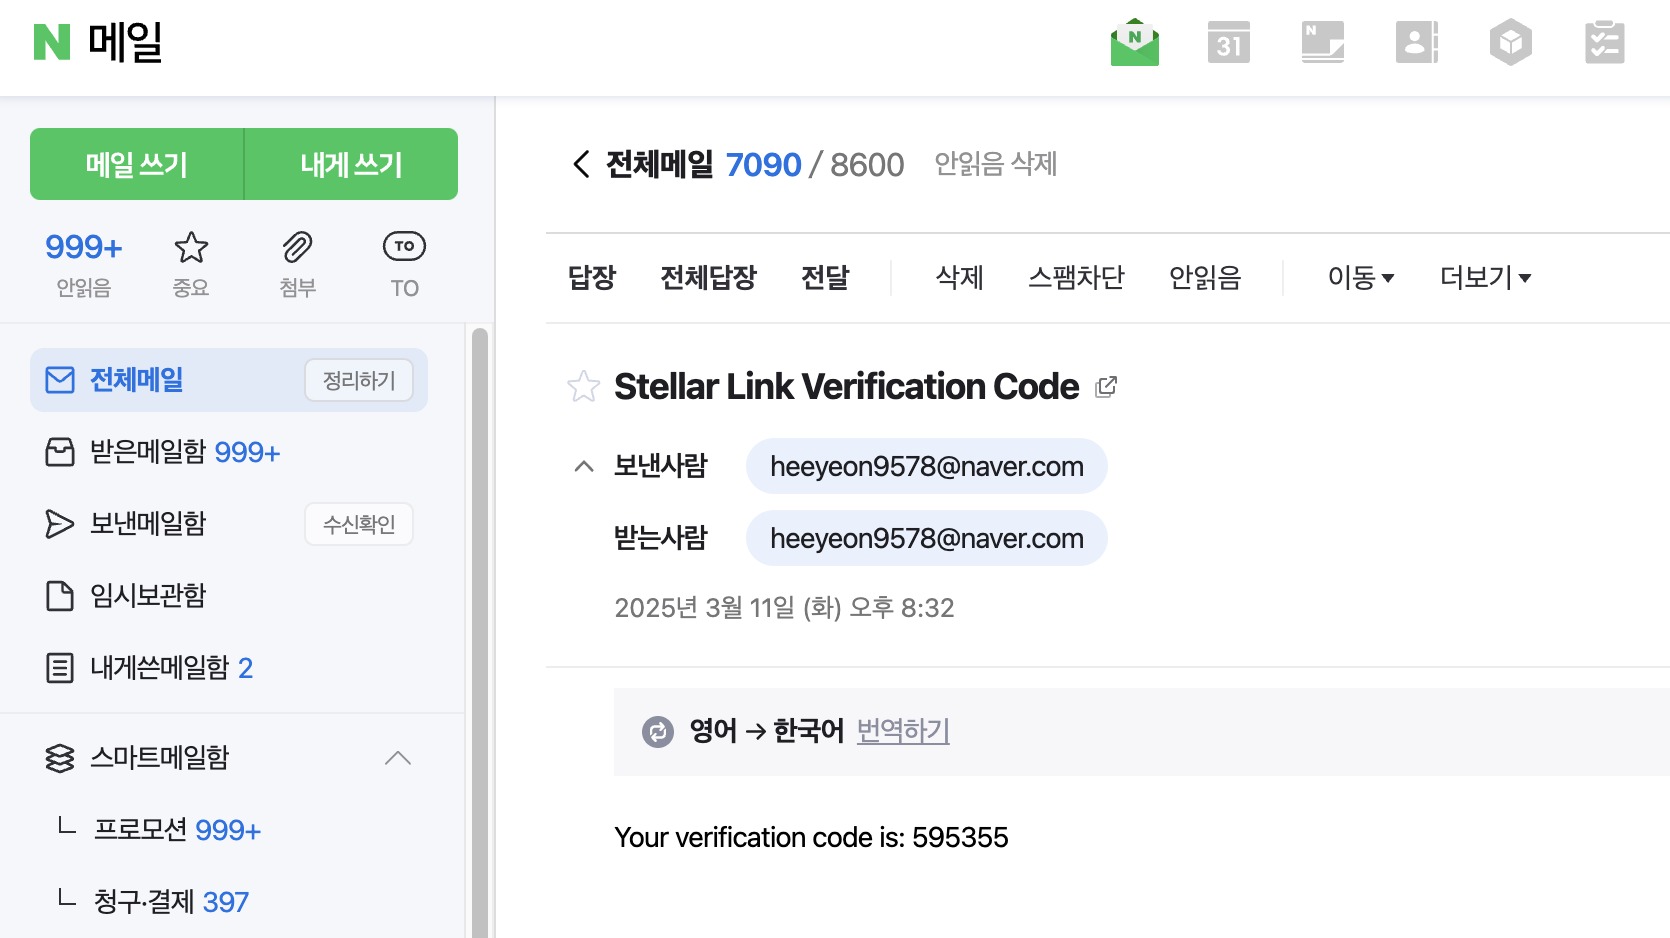 N 메일
N
31
N
메일 쓰기
내게 쓰기
999+
안읽음
중요
첨부
TO
TO
전체메일
정리하기
받은메일함 999+
보낸메일함
수신확인
임시보관함
내게쓴메일함 2
스마트메일함
프로모션 999+
청구·결제 397
전체메일 7090 / 8600 안읽음 삭제
답장 전체답장 전달 삭제 스팸차단 안읽음 이동 더보기
Stellar Link Verification Code
보낸사람 heeyeon9578@naver.com
받는사람 heeyeon9578@naver.com
2025년 3월 11일 (화) 오후 8:32
영어 → 한국어 번역하기
Your verification code is: 595355